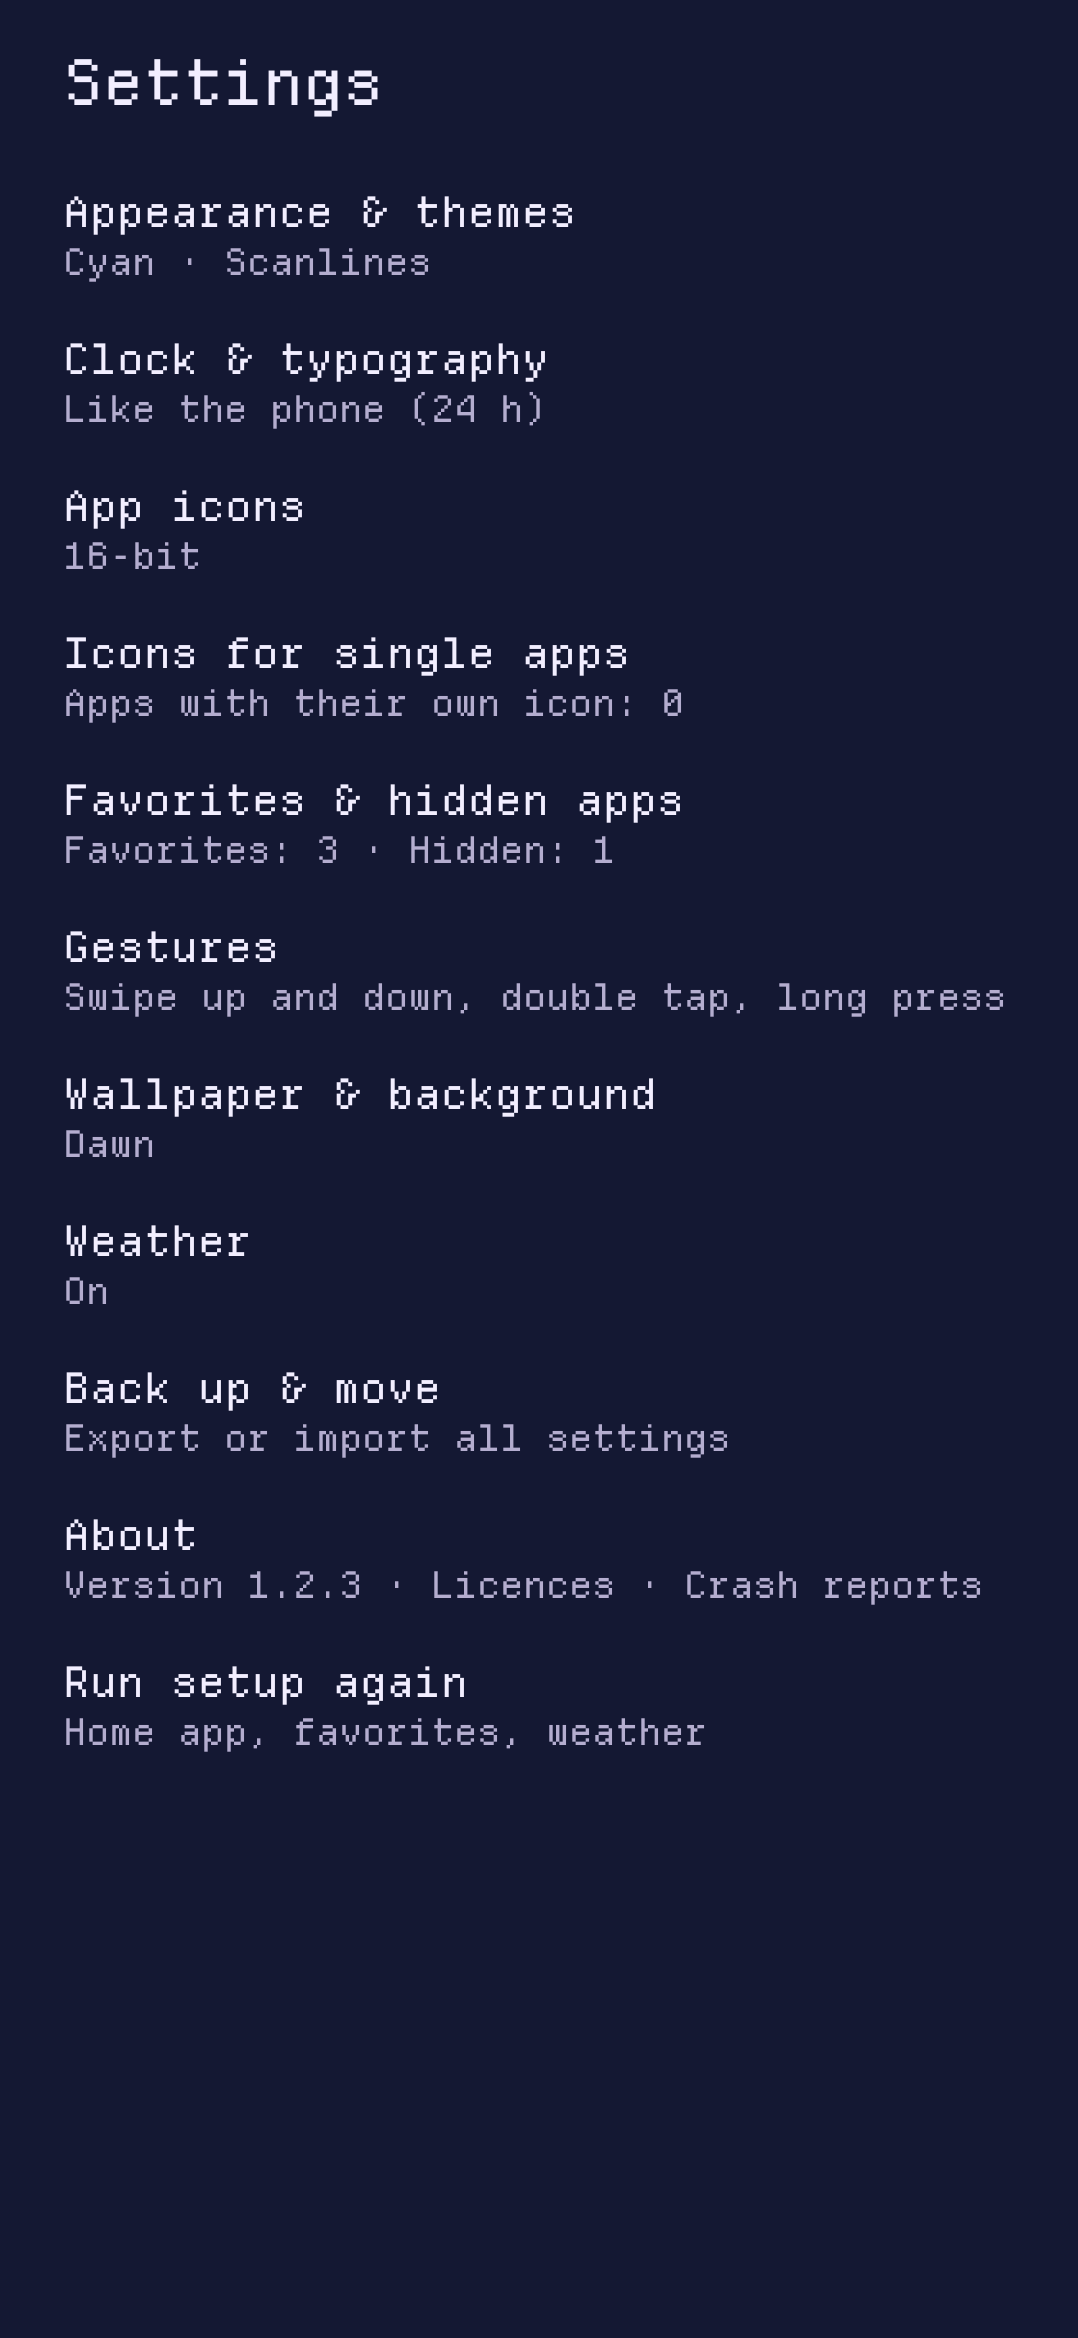 Settings
Appearance & themes
Cyan · Scanlines
Clock & typography
Like the phone (24 h)
App icons
16-bit
Icons for single apps
Apps with their own icon: 0
Favorites & hidden apps
Favorites: 3 · Hidden: 1
Gestures
Swipe up and down, double tap, long press
Wallpaper & background
Dawn
Weather
On
Back up & move
Export or import all settings
About
Version 1.2.3 · Licences · Crash reports
Run setup again
Home app, favorites, weather